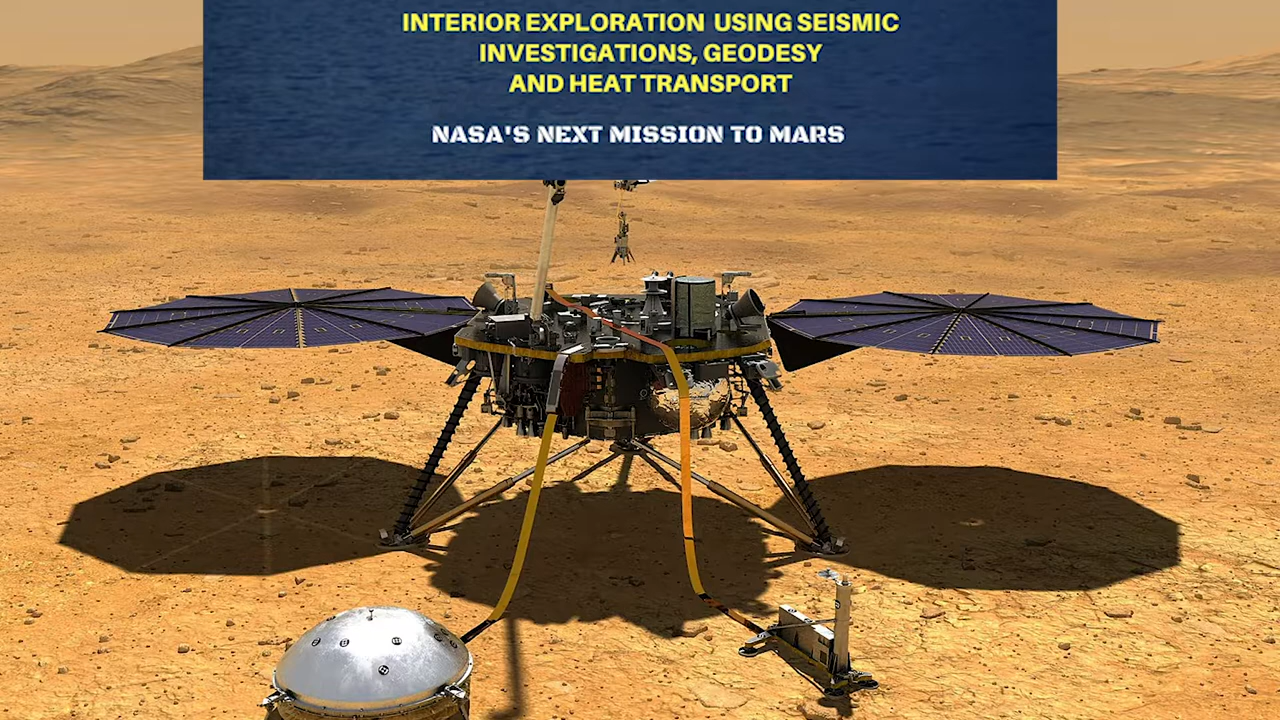 INTERIOR EXPLORATION USING SEISMIC
INVESTIGATIONS, GEODESY
AND HEAT TRANSPORT
NASA'S NEXT MISSION TO MARS